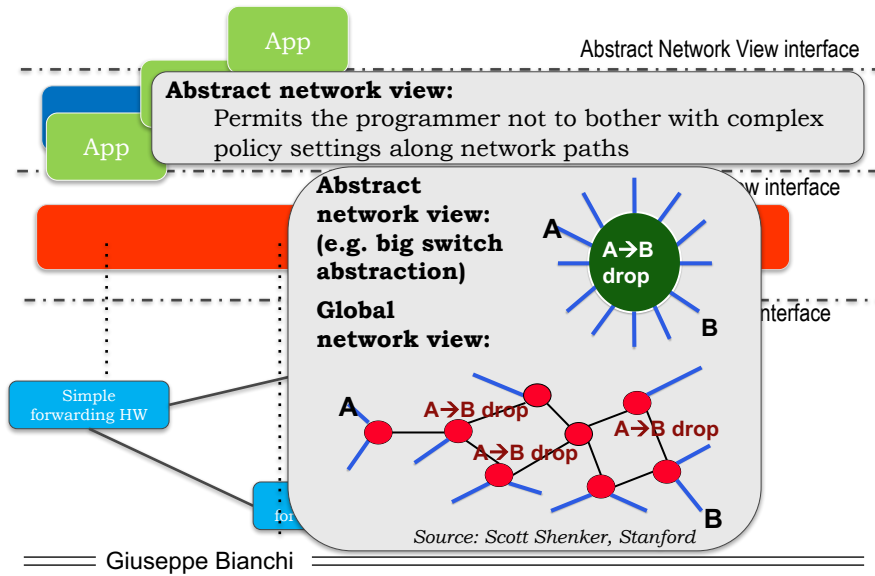 App
Abstract Network View interface
Abstract network view:
Permits the programmer not to bother with complex
policy settings along network paths
App
interface
Abstract
network view:
(e.g. big switch
abstraction)
A
A→B
drop
B
Global
network view:
interface
Simple
forwarding HW
A
A→B drop
A→B drop
A→B drop
B
Source: Scott Shenker, Stanford
Giuseppe Bianchi